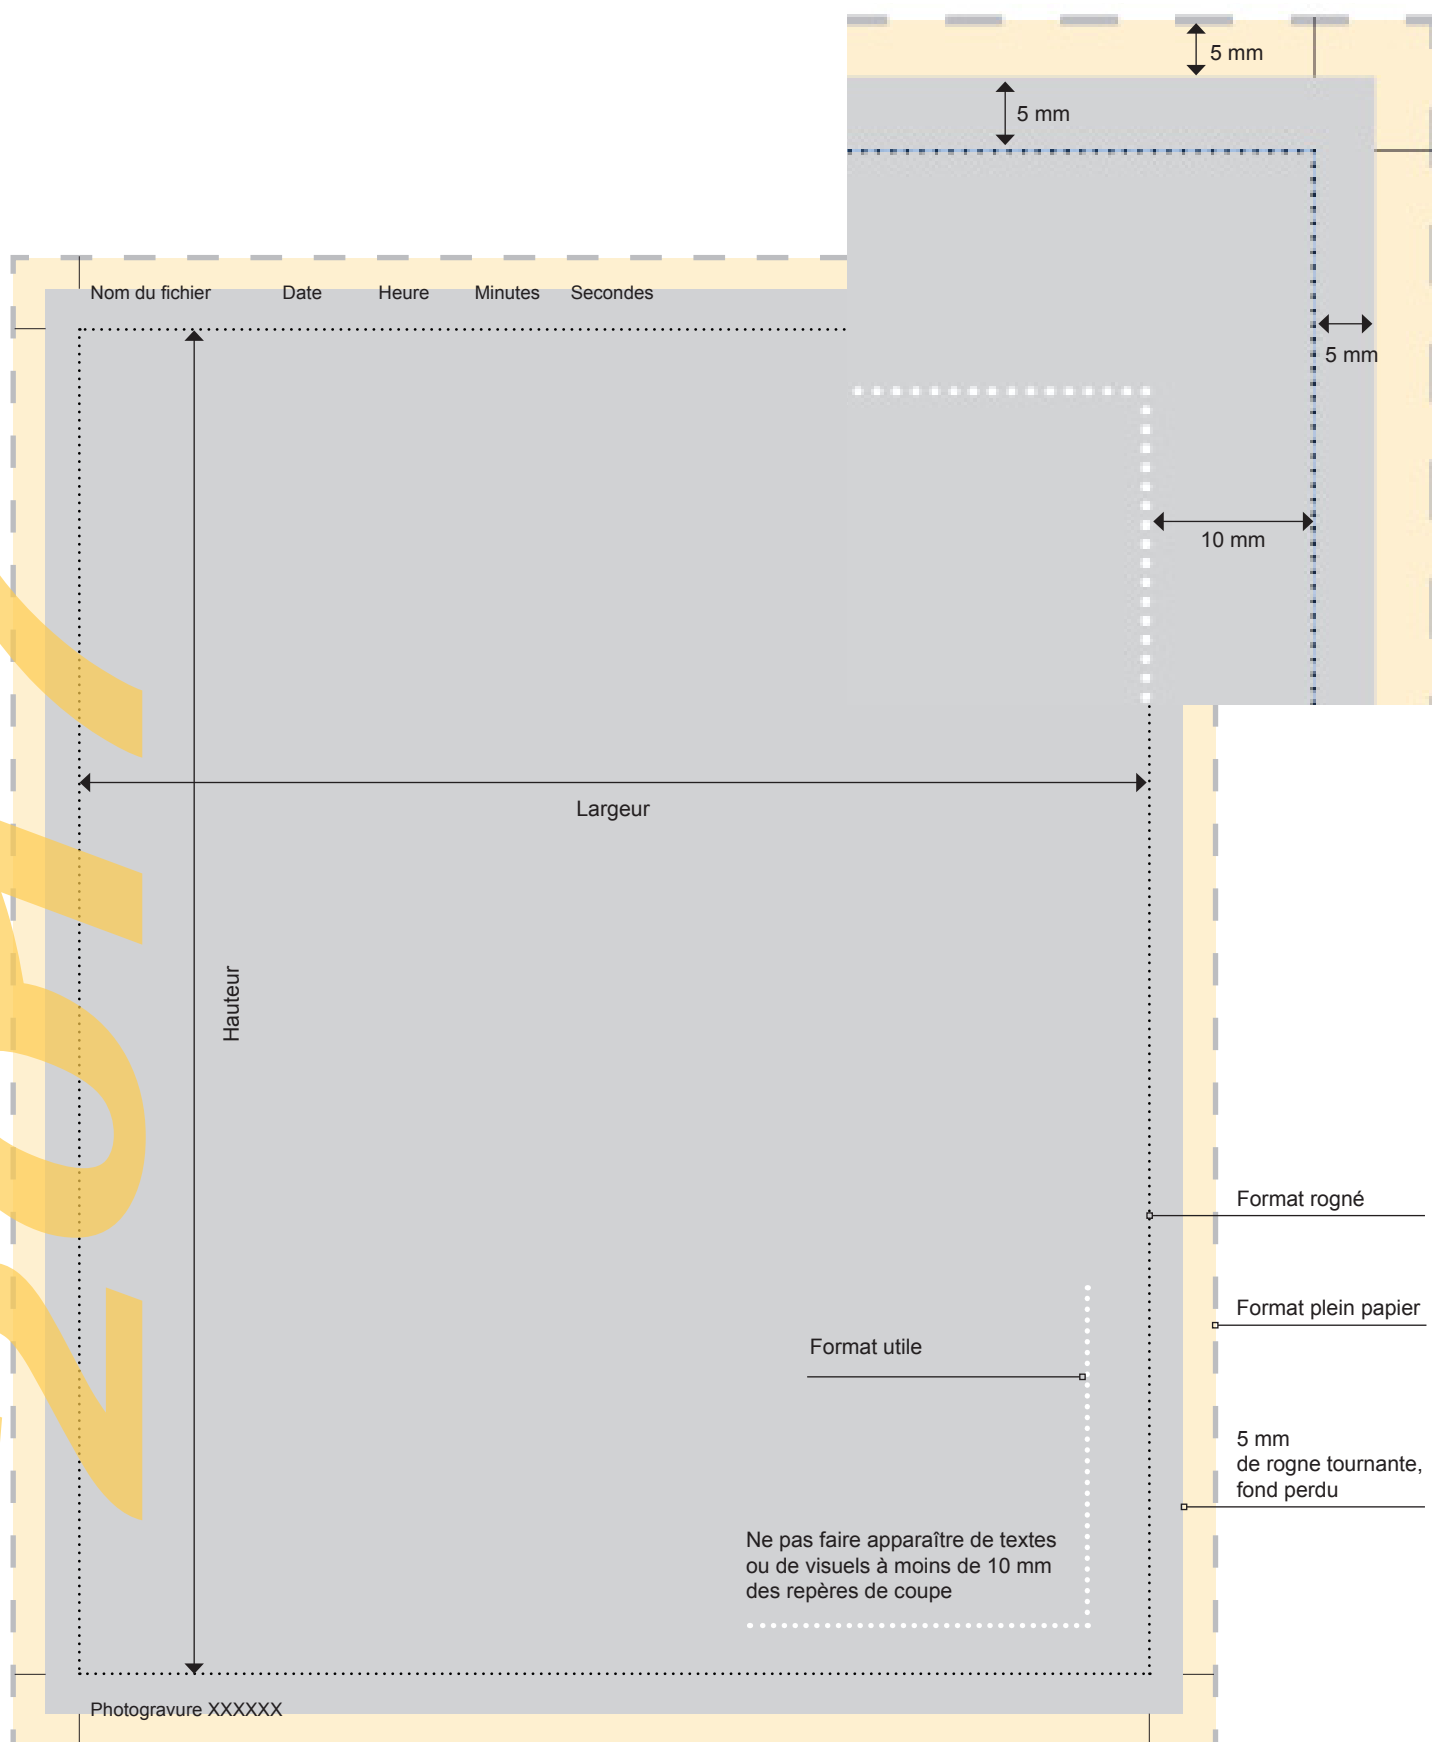 5 mm
5 mm
Nom du fichier Date Heure Minutes Secondes
5 mm
10 mm
Largeur
Hauteur
Format rogné
Format plein papier
Format utile
5 mm
de rogne tournante,
fond perdu
Ne pas faire apparaître de textes
ou de visuels à moins de 10 mm
des repères de coupe
Photogravure XXXXXX